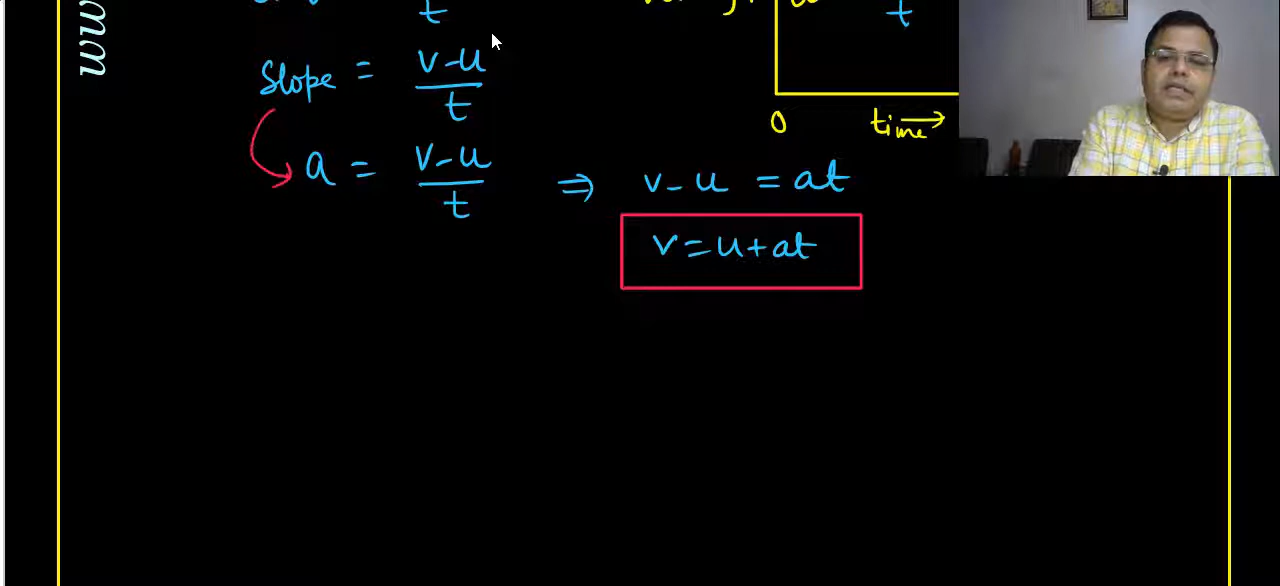 t
t
Slope = v-u/t
0
time →
a = v-u/t ⇒ v-u = at
v=u+at